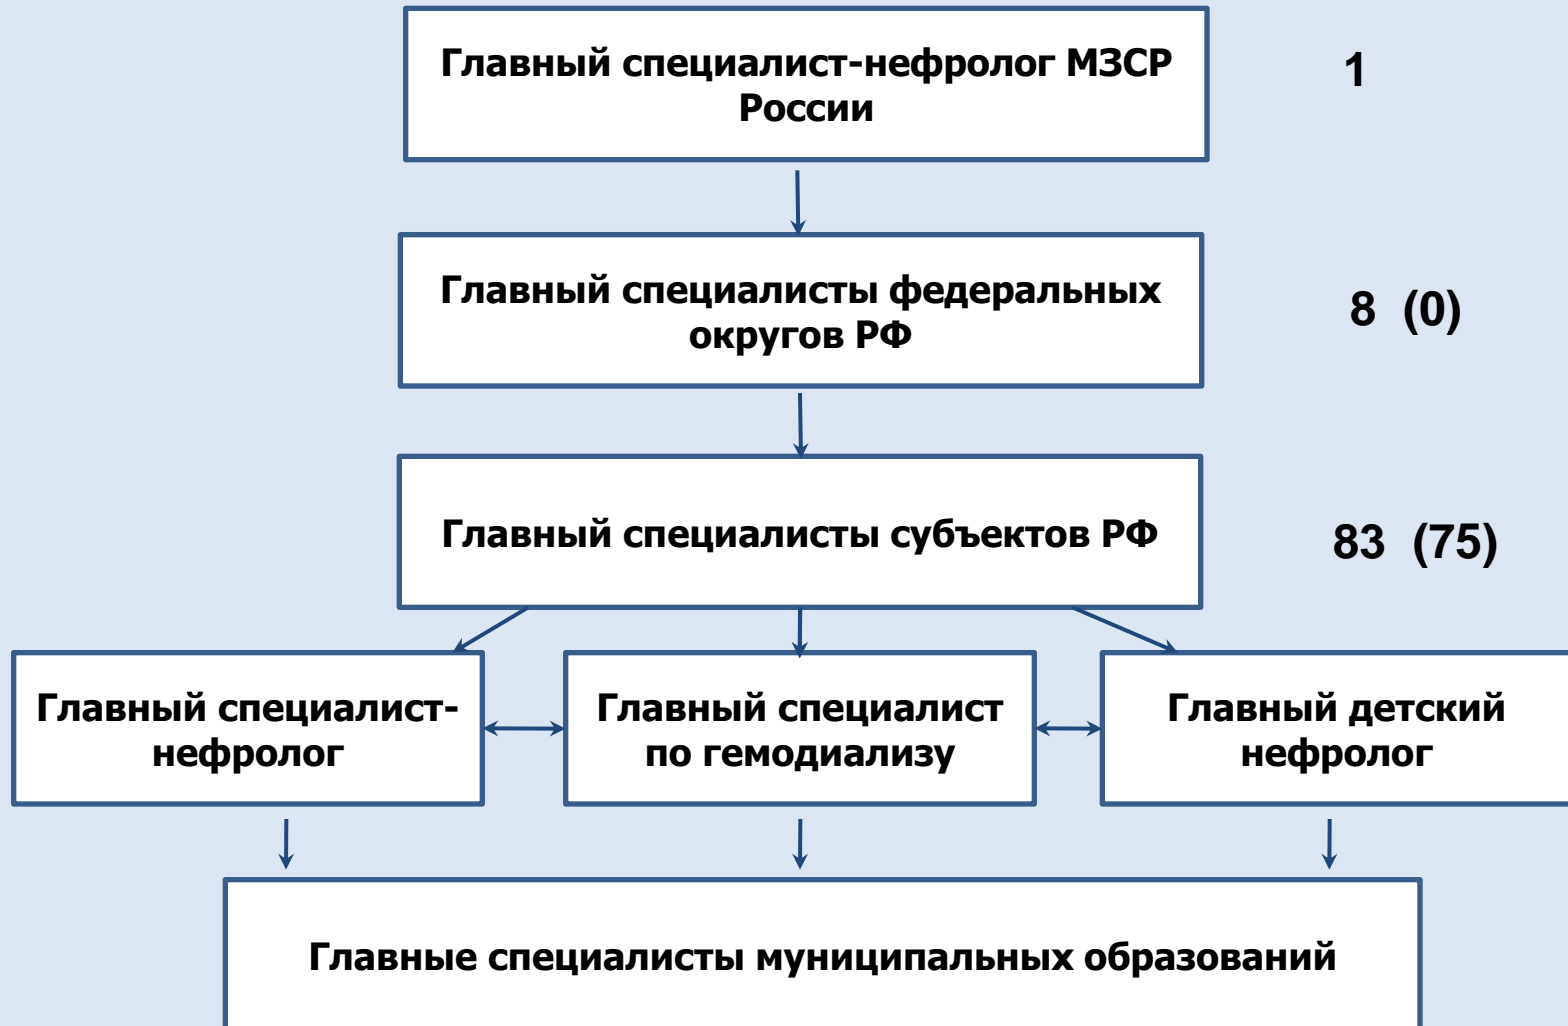 Главный специалист-нефролог МЗСР
России
1
Главный специалисты федеральных
округов РФ
8 (0)
Главный специалисты субъектов РФ
83 (75)
Главный специалист-
нефролог
Главный специалист
по гемодиализу
Главный детский
нефролог
Главные специалисты муниципальных образований